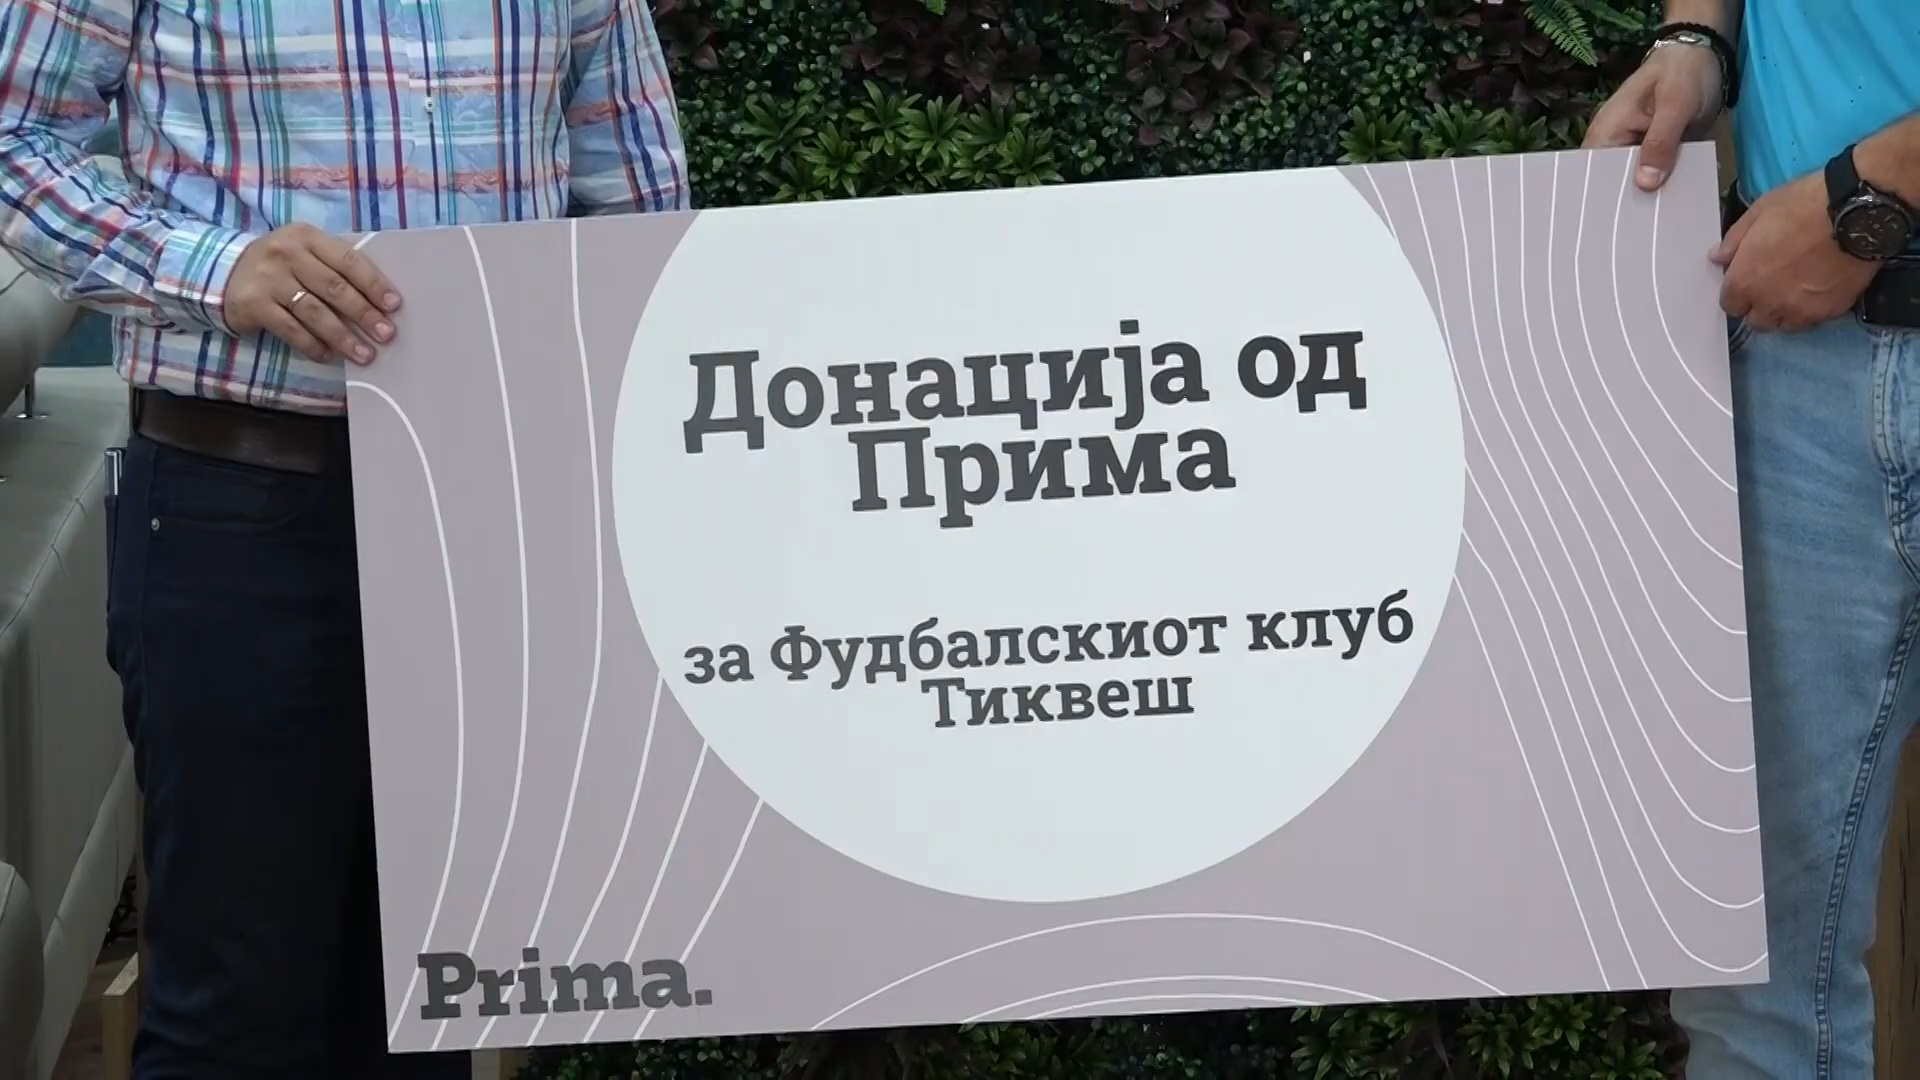 Донација од
Прима
за Фудбалскиот клуб
Тиквеш
Prima.